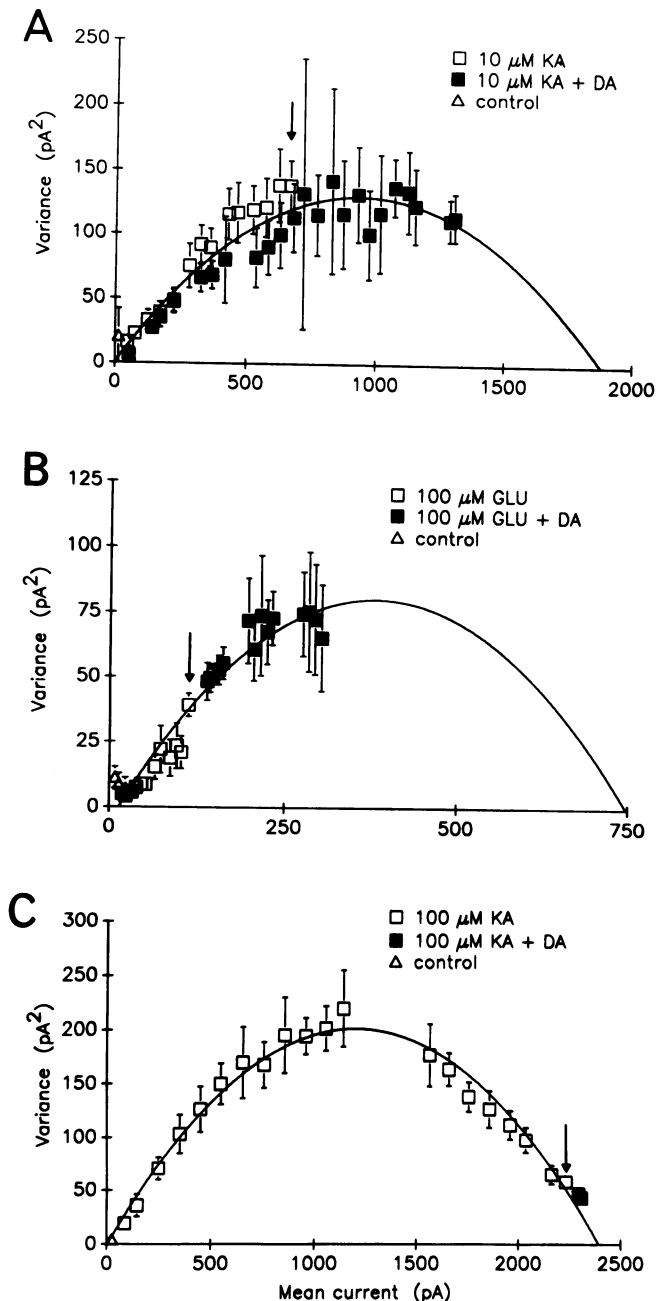 A
250
200
150
100
50
0
Variance (pA²)
10 μM KA
10 μM KA + DA
control
0 500 1000 1500 2000
B
125
100
75
50
25
0
Variance (pA²)
100 μM GLU
100 μM GLU + DA
control
0 250 500 750
C
300
250
200
150
100
50
0
Variance (pA²)
100 μM KA
100 μM KA + DA
control
0 500 1000 1500 2000 2500
Mean current (pA)